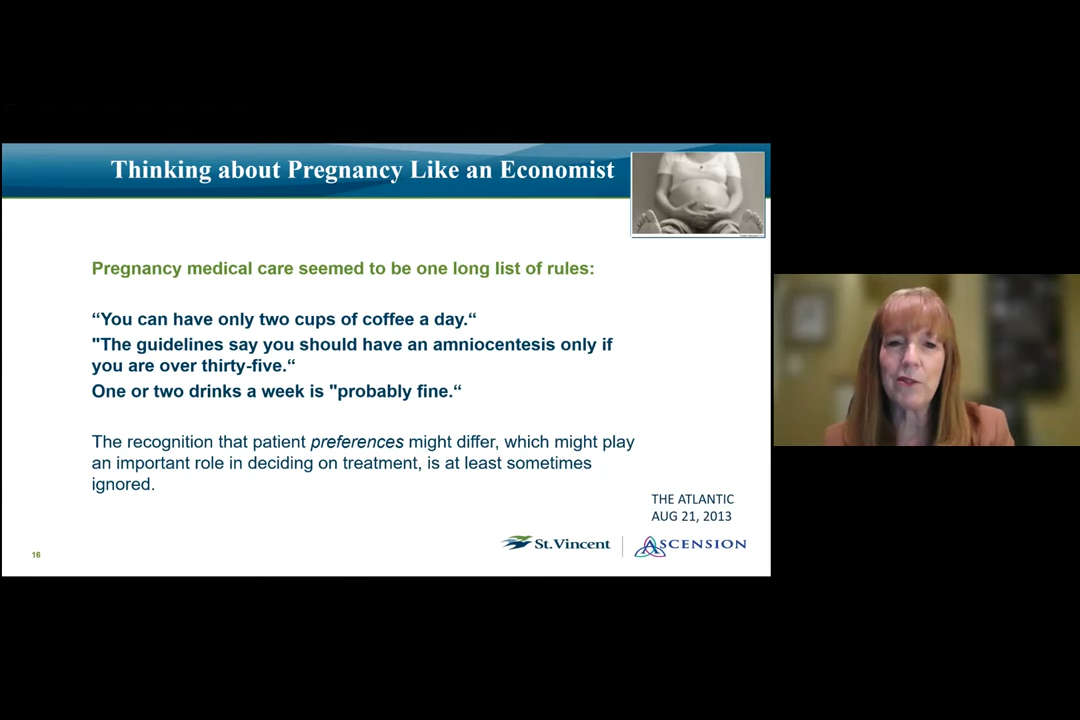 Thinking about Pregnancy Like an Economist
Pregnancy medical care seemed to be one long list of rules:
“You can have only two cups of coffee a day.“
"The guidelines say you should have an amniocentesis only if
you are over thirty-five.“
One or two drinks a week is "probably fine.“
The recognition that patient preferences might differ, which might play
an important role in deciding on treatment, is at least sometimes
ignored.
THE ATLANTIC
AUG 21, 2013
St.Vincent
ASCENSION
16